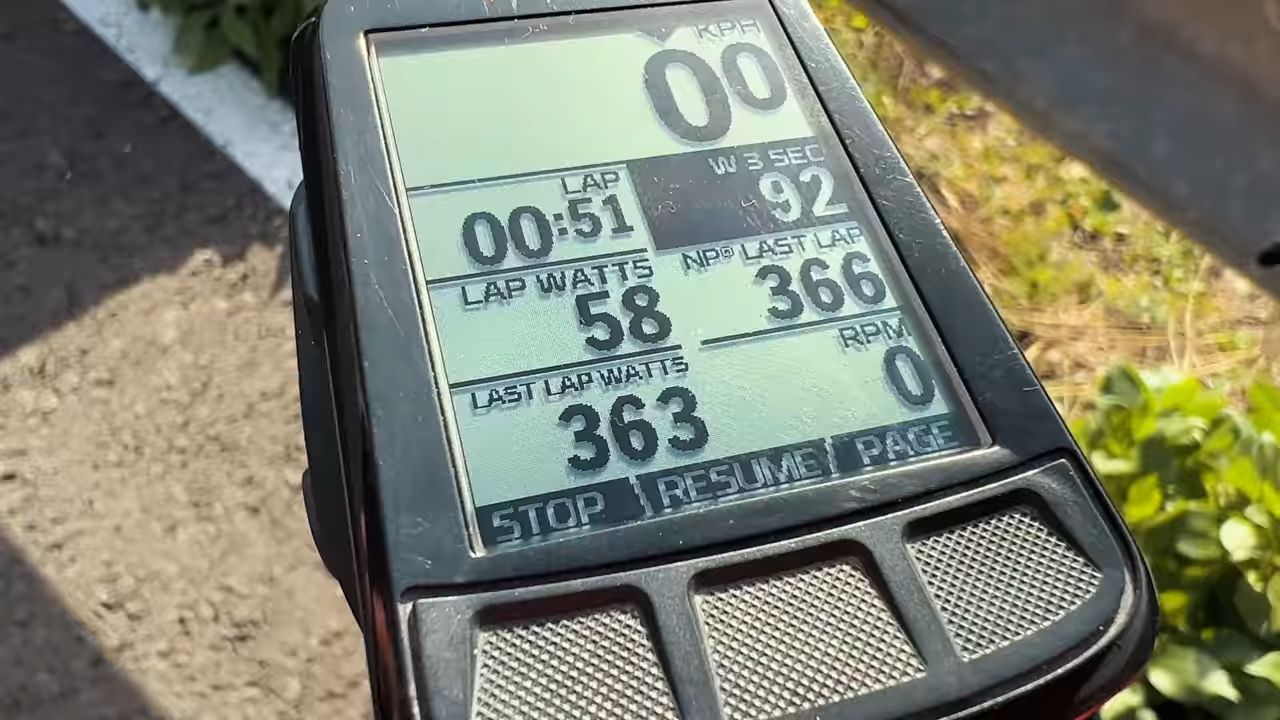 KPH
00
W 3 SEC
92
LAP
00:51
NP® LAST LAP
366
LAP WATTS
58
RPM
0
LAST LAP WATTS
363
STOP RESUME PAGE